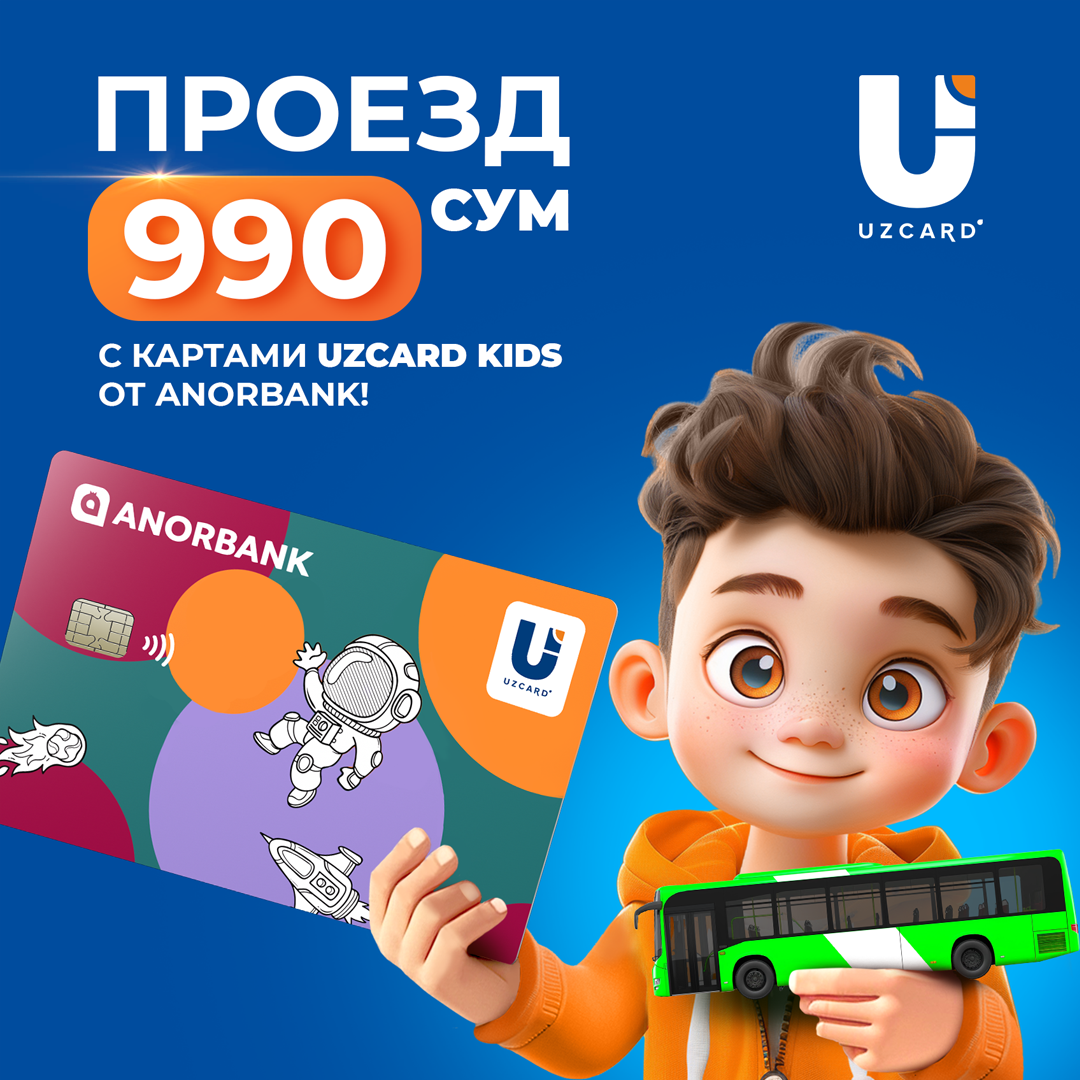 ПРОЕЗД
990 СУМ
С КАРТАМИ UZCARD KIDS
ОТ ANORBANK!
UZCARD
ANORBANK
UZCARD